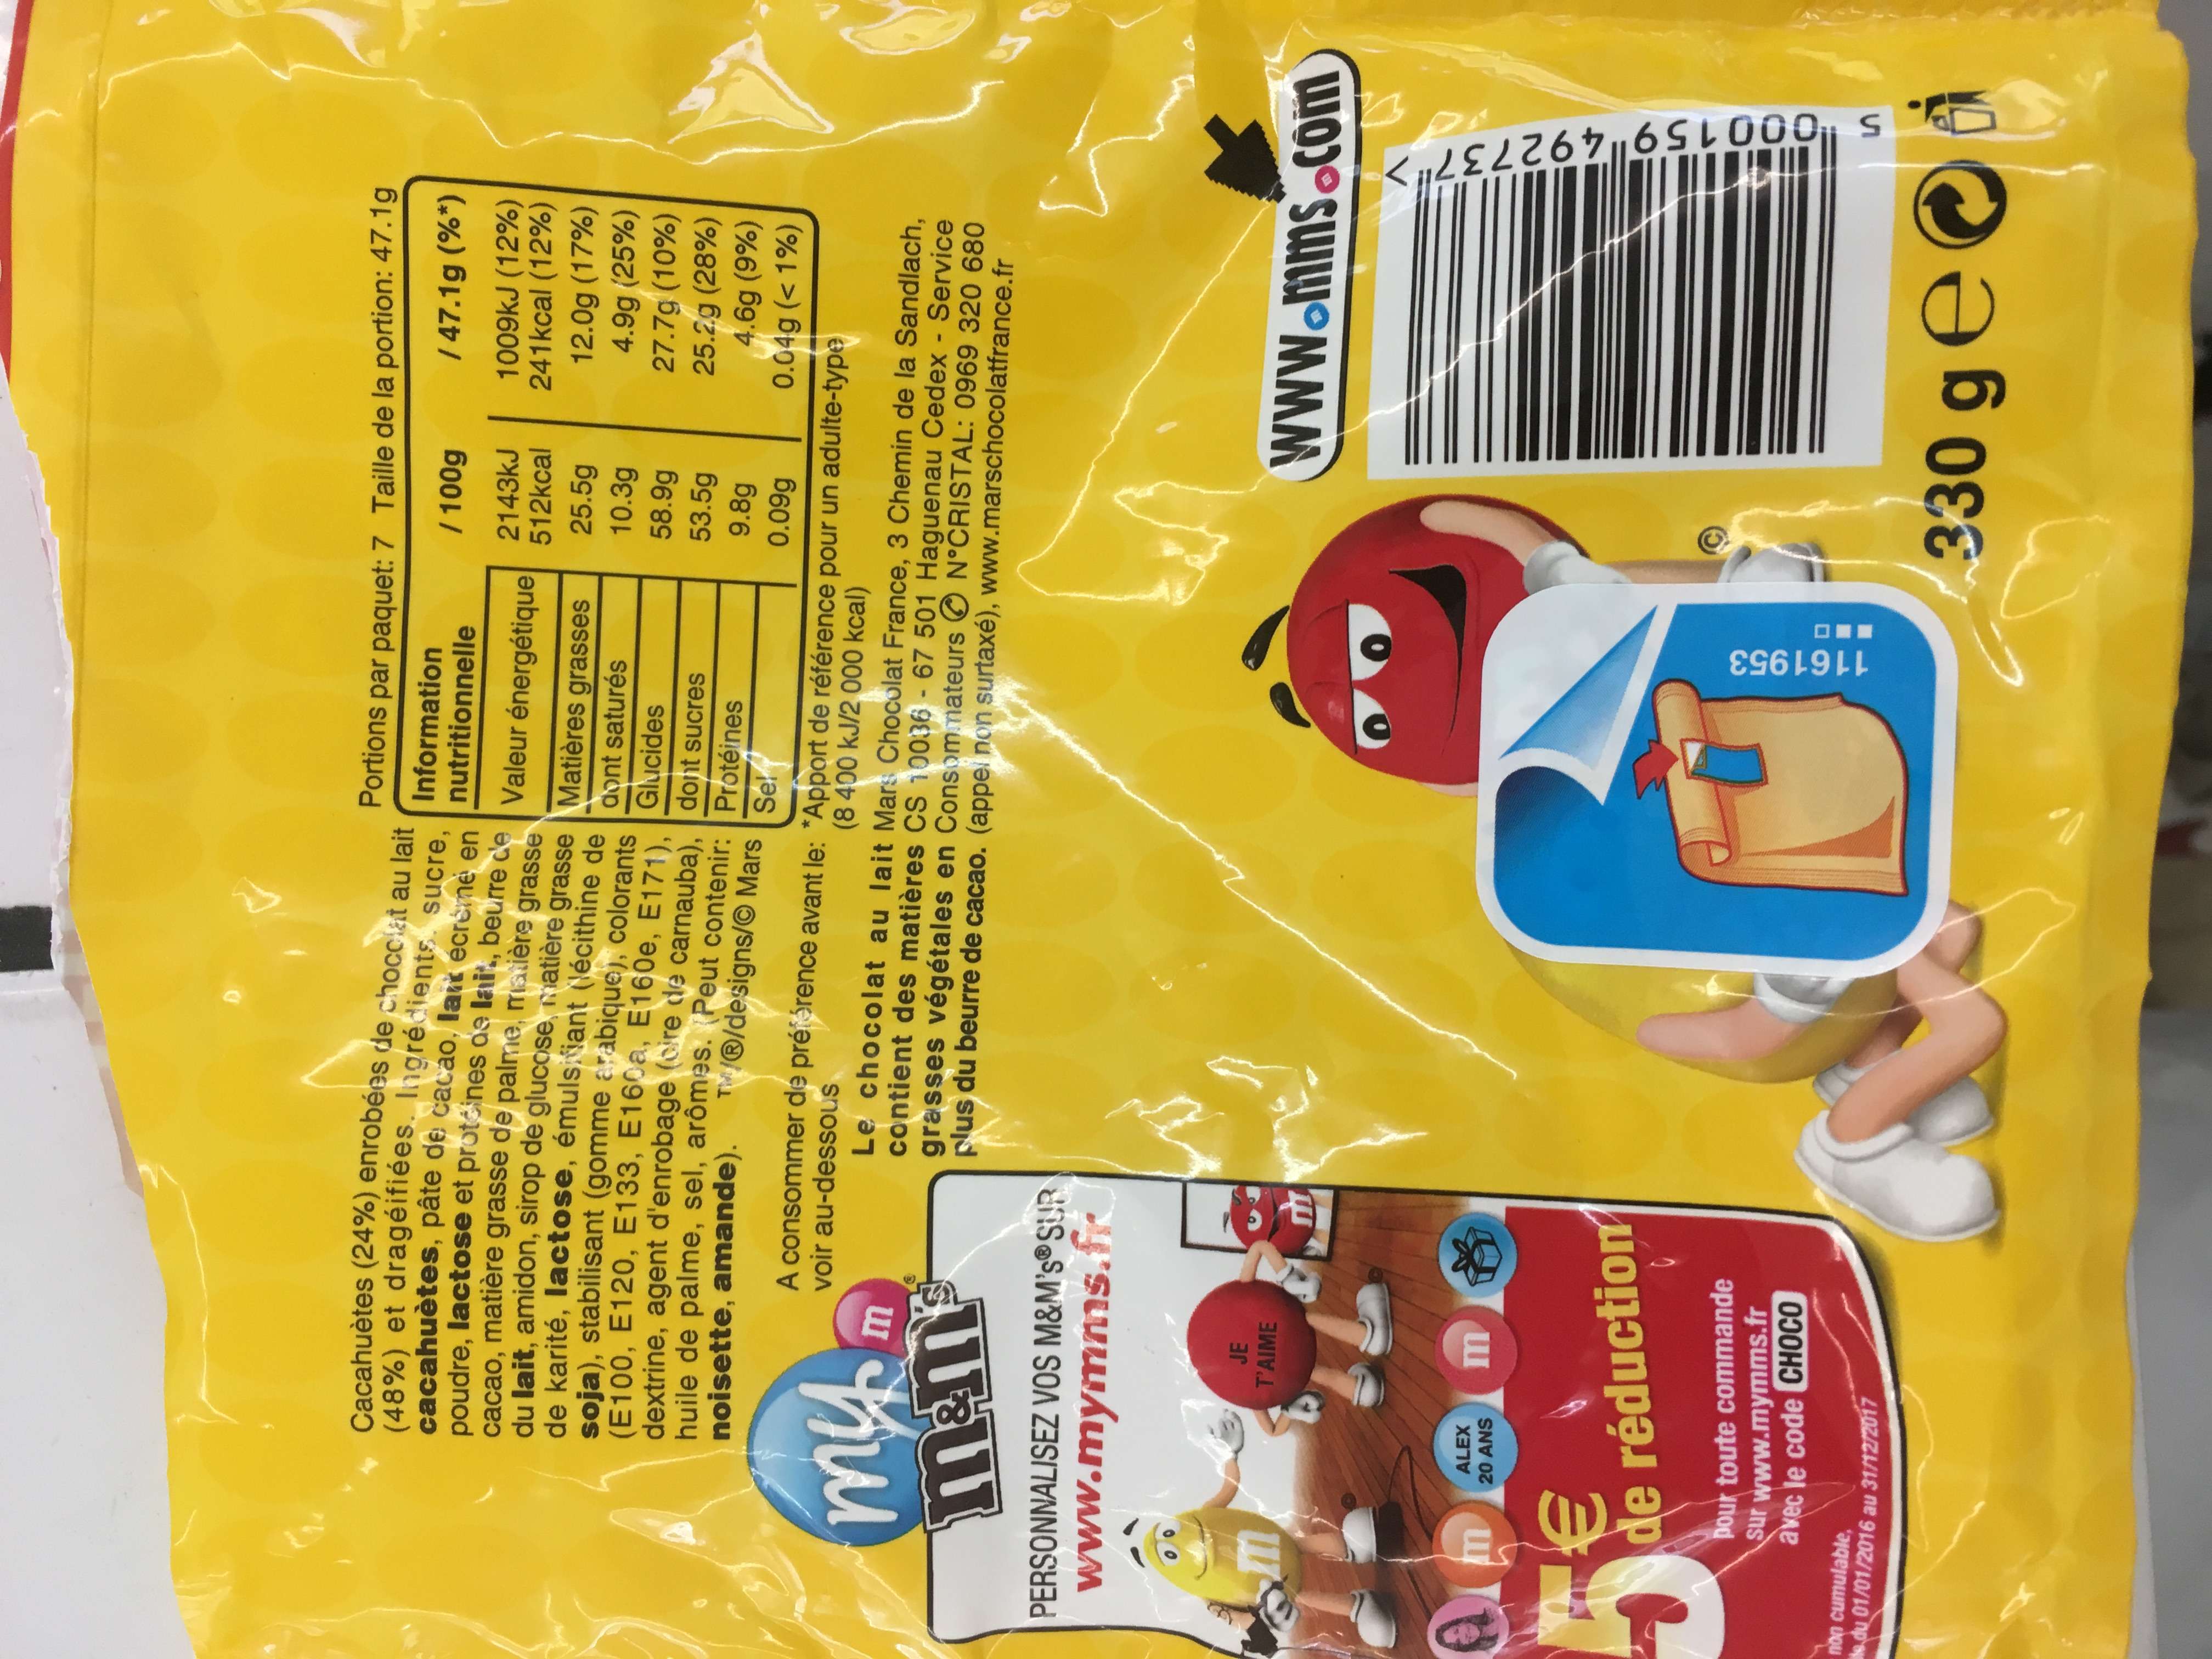 Cacahuètes (24%) enrobées de chocolat au lait
(48%) et dragéifiées. Ingrédients: sucre,
cacahuètes, pâte de cacao, lait écrémé en
poudre, lactose et protéines de lait, beurre de
cacao, matière grasse de palme, matière grasse
du lait, amidon, sirop de glucose, matière grasse
de karité, lactose, émulsifiant (lécithine de
soja), stabilisant (gomme arabique), colorants
(E100, E120, E133, E160a, E160e, E171),
dextrine, agent d'enrobage (cire de carnauba),
huile de palme, sel, arômes. (Peut contenir:
noisette, amande). ™/®/designs/© Mars
A consommer de préférence avant le:
voir au-dessous
Le chocolat au lait
contient des matières
grasses végétales en
plus du beurre de cacao.
Portions par paquet: 7 Taille de la portion: 47.1g
Information
nutritionnelle / 100g / 47.1g (%*)
Valeur énergétique 2143kJ 1009kJ (12%)
512kcal 241kcal (12%)
Matières grasses 25.5g 12.0g (17%)
dont saturés 10.3g 4.9g (25%)
Glucides 58.9g 27.7g (10%)
dont sucres 53.5g 25.2g (28%)
Protéines 9.8g 4.6g (9%)
Sel 0.09g 0.04g (< 1%)
*Apport de référence pour un adulte-type
(8 400 kJ/2 000 kcal)
Mars Chocolat France, 3 Chemin de la Sandlach,
CS 10036 - 67 501 Haguenau Cedex - Service
Consommateurs N°CRISTAL: 0969 320 680
(appel non surtaxé), www.marschocolatfrance.fr
my m
m&m's®
PERSONNALISEZ VOS M&M's® SUR
www.mymms.fr
m
JE
T'AIME
m
m
ALEX
20 ANS
m
5€
de réduction
pour toute commande
sur www.mymms.fr
avec le code CHOCO
non cumulable,
du 01/01/2016 au 31/12/2017
www.mms.com
5 000159 492737 >
©
1161953
330 g e